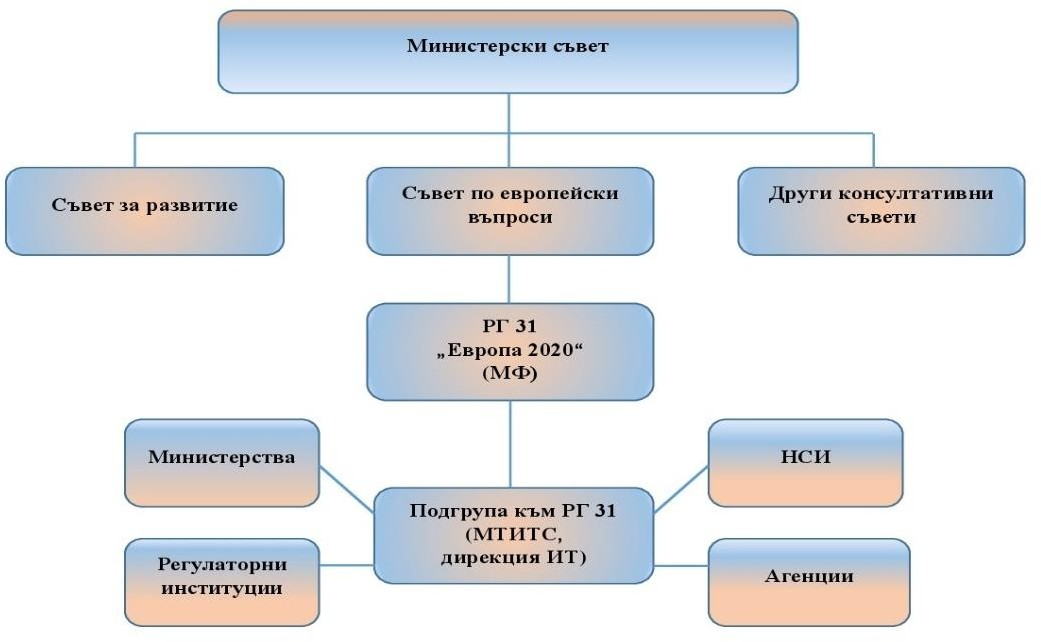 Министерски съвет
Съвет за развитие
Съвет по европейски
въпроси
Други консултативни
съвети
РГ 31
„Европа 2020“
(МФ)
Министерства
НСИ
Подгрупа към РГ 31
(МТИТС,
дирекция ИТ)
Регулаторни
институции
Агенции